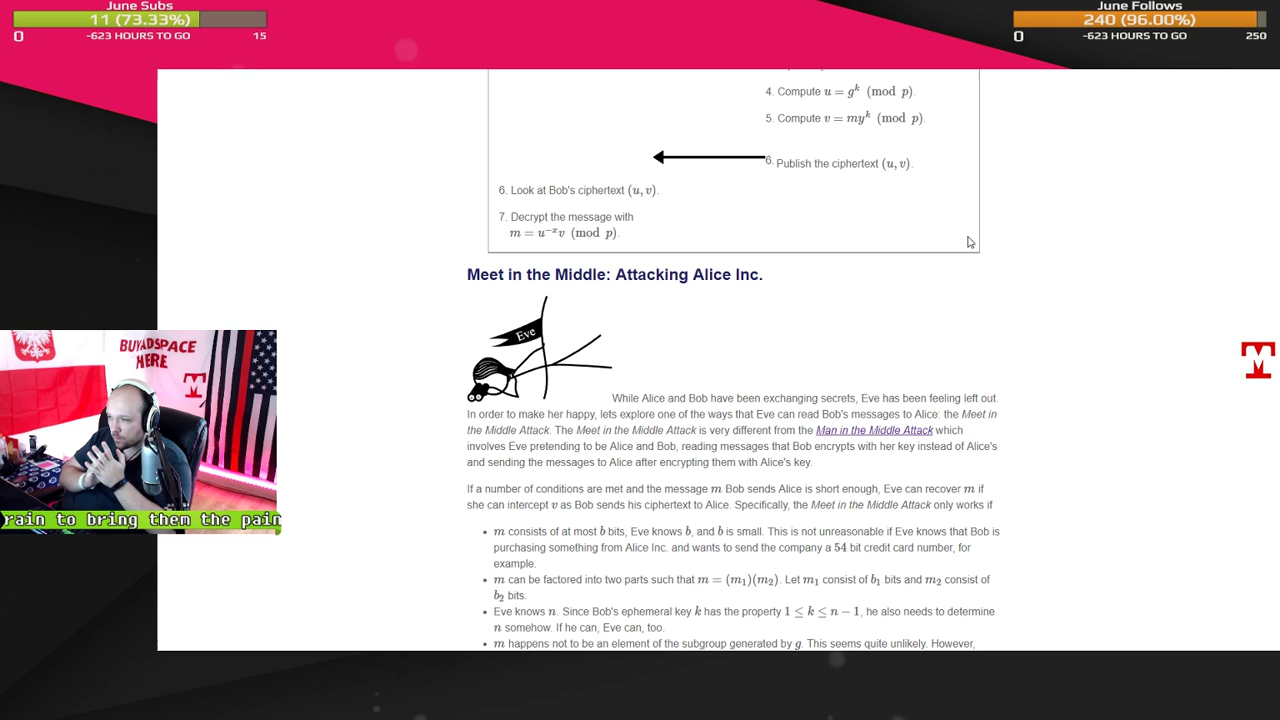 June Subs
11 (73.33%)
0
-623 HOURS TO GO
15
June Follows
240 (96.00%)
0
-623 HOURS TO GO
250
4. Compute u = g^k (mod p).
5. Compute v = my^k (mod p).
6. Publish the ciphertext (u, v).
6. Look at Bob's ciphertext (u, v).
7. Decrypt the message with
m = u^{-x}v (mod p).
Meet in the Middle: Attacking Alice Inc.
Eve
While Alice and Bob have been exchanging secrets, Eve has been feeling left out.
In order to make her happy, lets explore one of the ways that Eve can read Bob's messages to Alice: the Meet in
the Middle Attack. The Meet in the Middle Attack is very different from the Man in the Middle Attack which
involves Eve pretending to be Alice and Bob, reading messages that Bob encrypts with her key instead of Alice's
and sending the messages to Alice after encrypting them with Alice's key.
If a number of conditions are met and the message m Bob sends Alice is short enough, Eve can recover m if
she can intercept v as Bob sends his ciphertext to Alice. Specifically, the Meet in the Middle Attack only works if
• m consists of at most b bits, Eve knows b, and b is small. This is not unreasonable if Eve knows that Bob is
purchasing something from Alice Inc. and wants to send the company a 54 bit credit card number, for
example.
• m can be factored into two parts such that m = (m₁)(m₂). Let m₁ consist of b₁ bits and m₂ consist of
b₂ bits.
• Eve knows n. Since Bob's ephemeral key k has the property 1 ≤ k ≤ n − 1, he also needs to determine
n somehow. If he can, Eve can, too.
• m happens not to be an element of the subgroup generated by g. This seems quite unlikely. However,
BUY ADSPACE
HERE
rain to bring them the pain